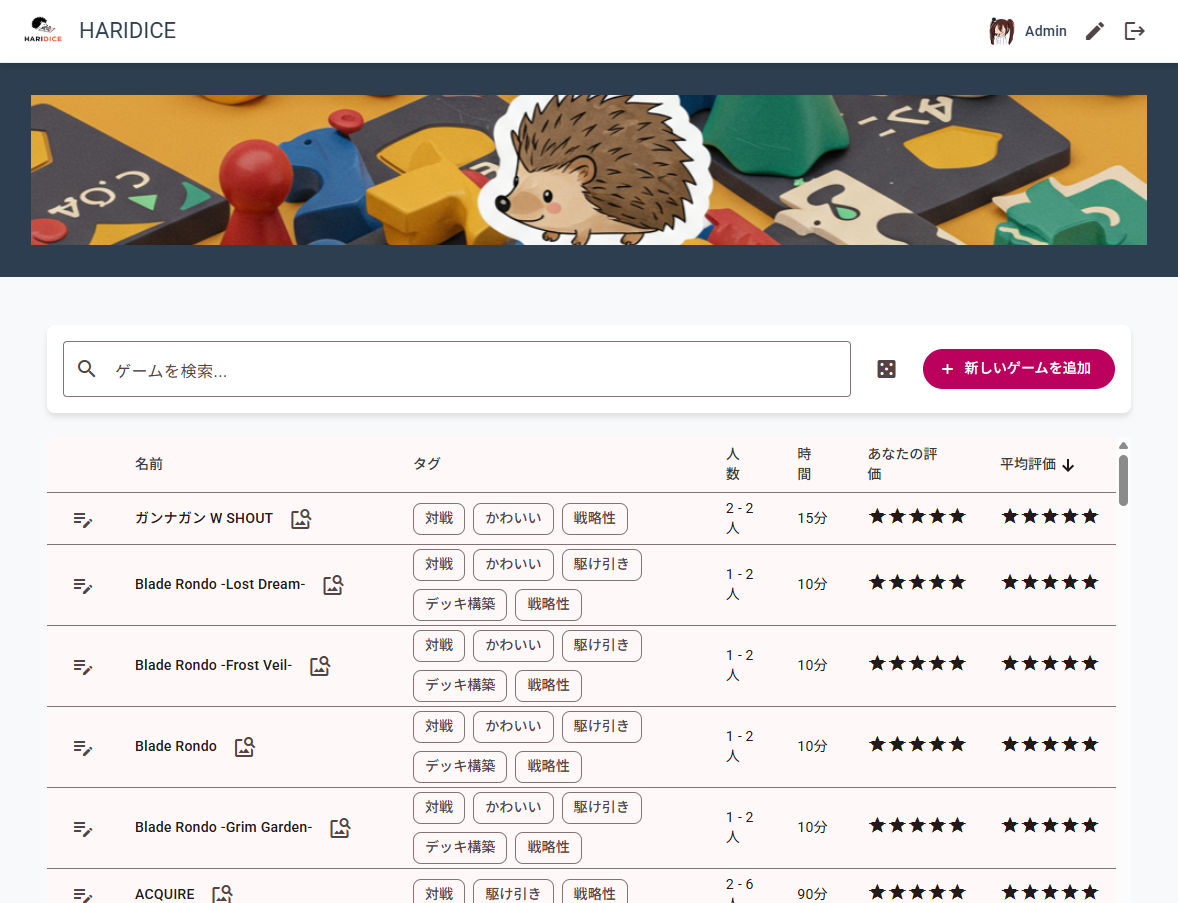 HARIDICE
HARIDICE
Admin
ゲームを検索...
+ 新しいゲームを追加
名前
タグ
人数
時間
あなたの評価
平均評価
ガンナガン W SHOUT
対戦 かわいい 戦略性
2 - 2人
15分
Blade Rondo -Lost Dream-
対戦 かわいい 駆け引き
デッキ構築 戦略性
1 - 2人
10分
Blade Rondo -Frost Veil-
対戦 かわいい 駆け引き
デッキ構築 戦略性
1 - 2人
10分
Blade Rondo
対戦 かわいい 駆け引き
デッキ構築 戦略性
1 - 2人
10分
Blade Rondo -Grim Garden-
対戦 かわいい 駆け引き
デッキ構築 戦略性
1 - 2人
10分
ACQUIRE
対戦 駆け引き 戦略性
2 - 6
90分